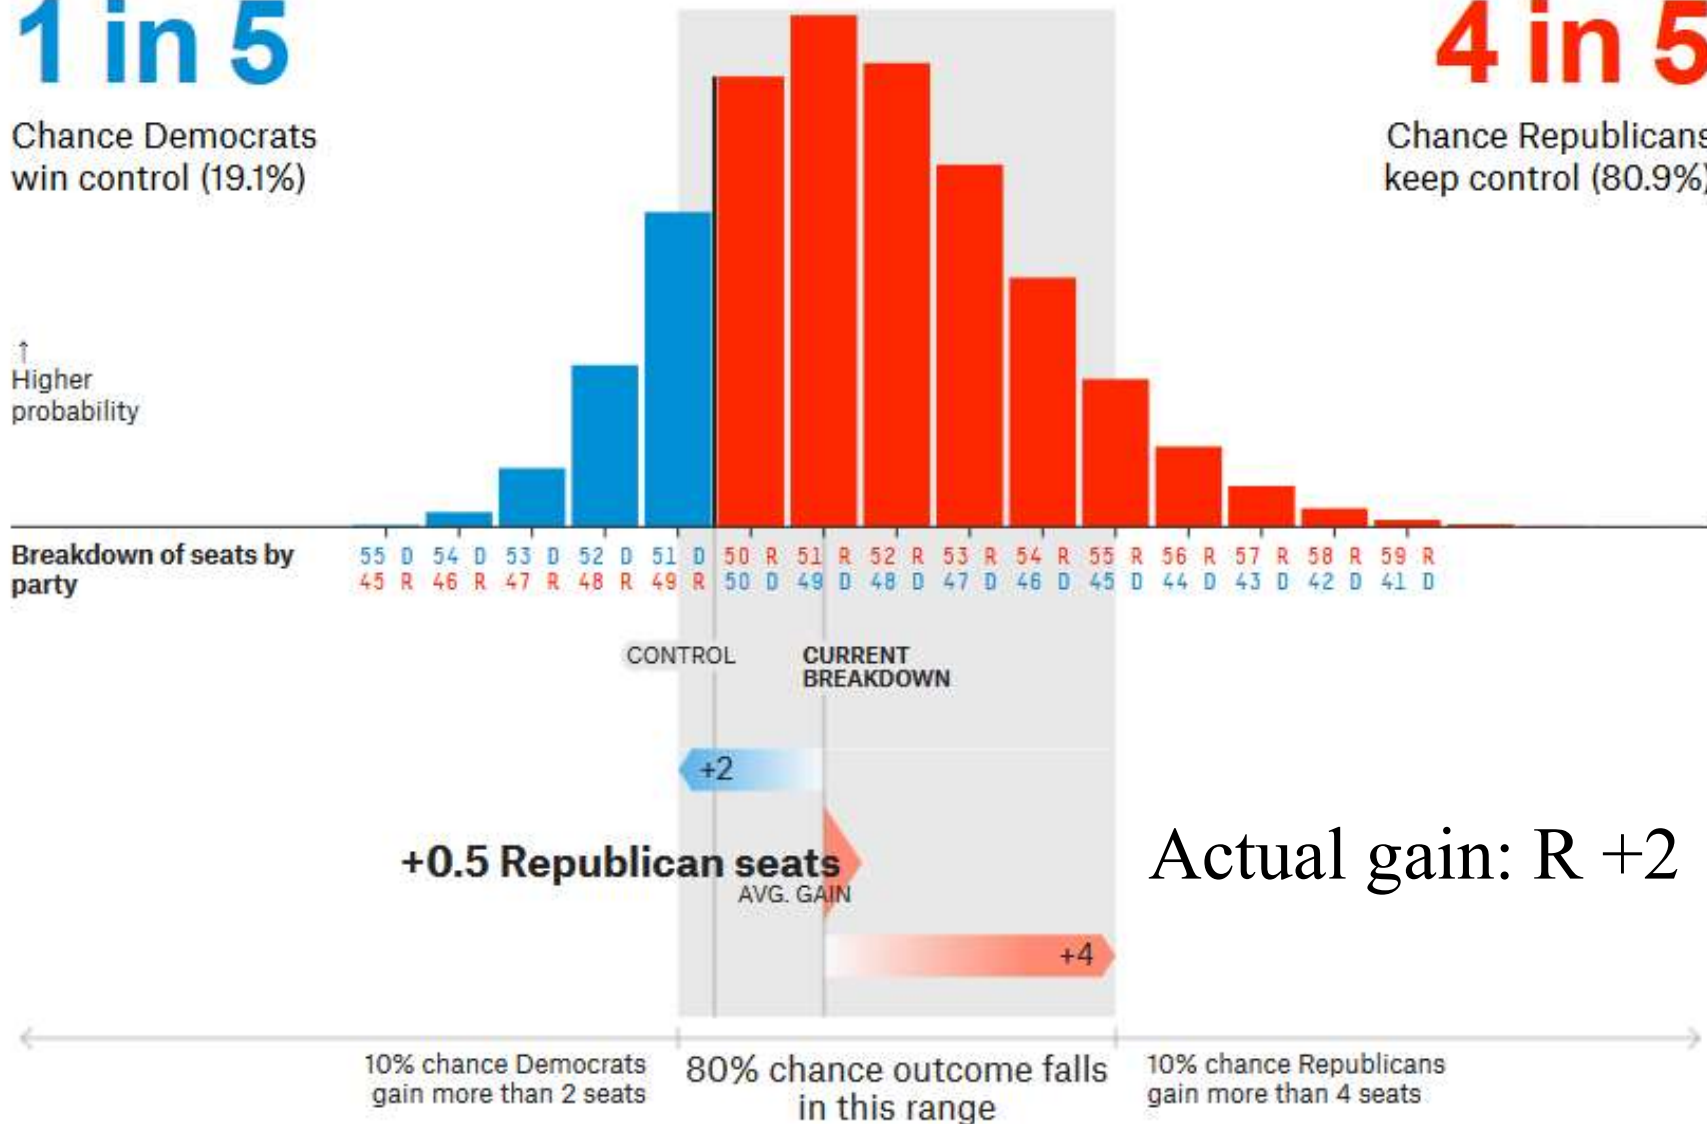 1 in 5
Chance Democrats
win control (19.1%)
4 in 5
Chance Republicans
keep control (80.9%)
↑
Higher
probability
Breakdown of seats by
party
55 D 54 D 53 D 52 D 51 D 50 R 51 R 52 R 53 R 54 R 55 R 56 R 57 R 58 R 59 R
45 R 46 R 47 R 48 R 49 R 50 D 49 D 48 D 47 D 46 D 45 D 44 D 43 D 42 D 41 D
CONTROL
CURRENT
BREAKDOWN
+2
+0.5 Republican seats
AVG. GAIN
Actual gain: R +2
+4
10% chance Democrats
gain more than 2 seats
80% chance outcome falls
in this range
10% chance Republicans
gain more than 4 seats